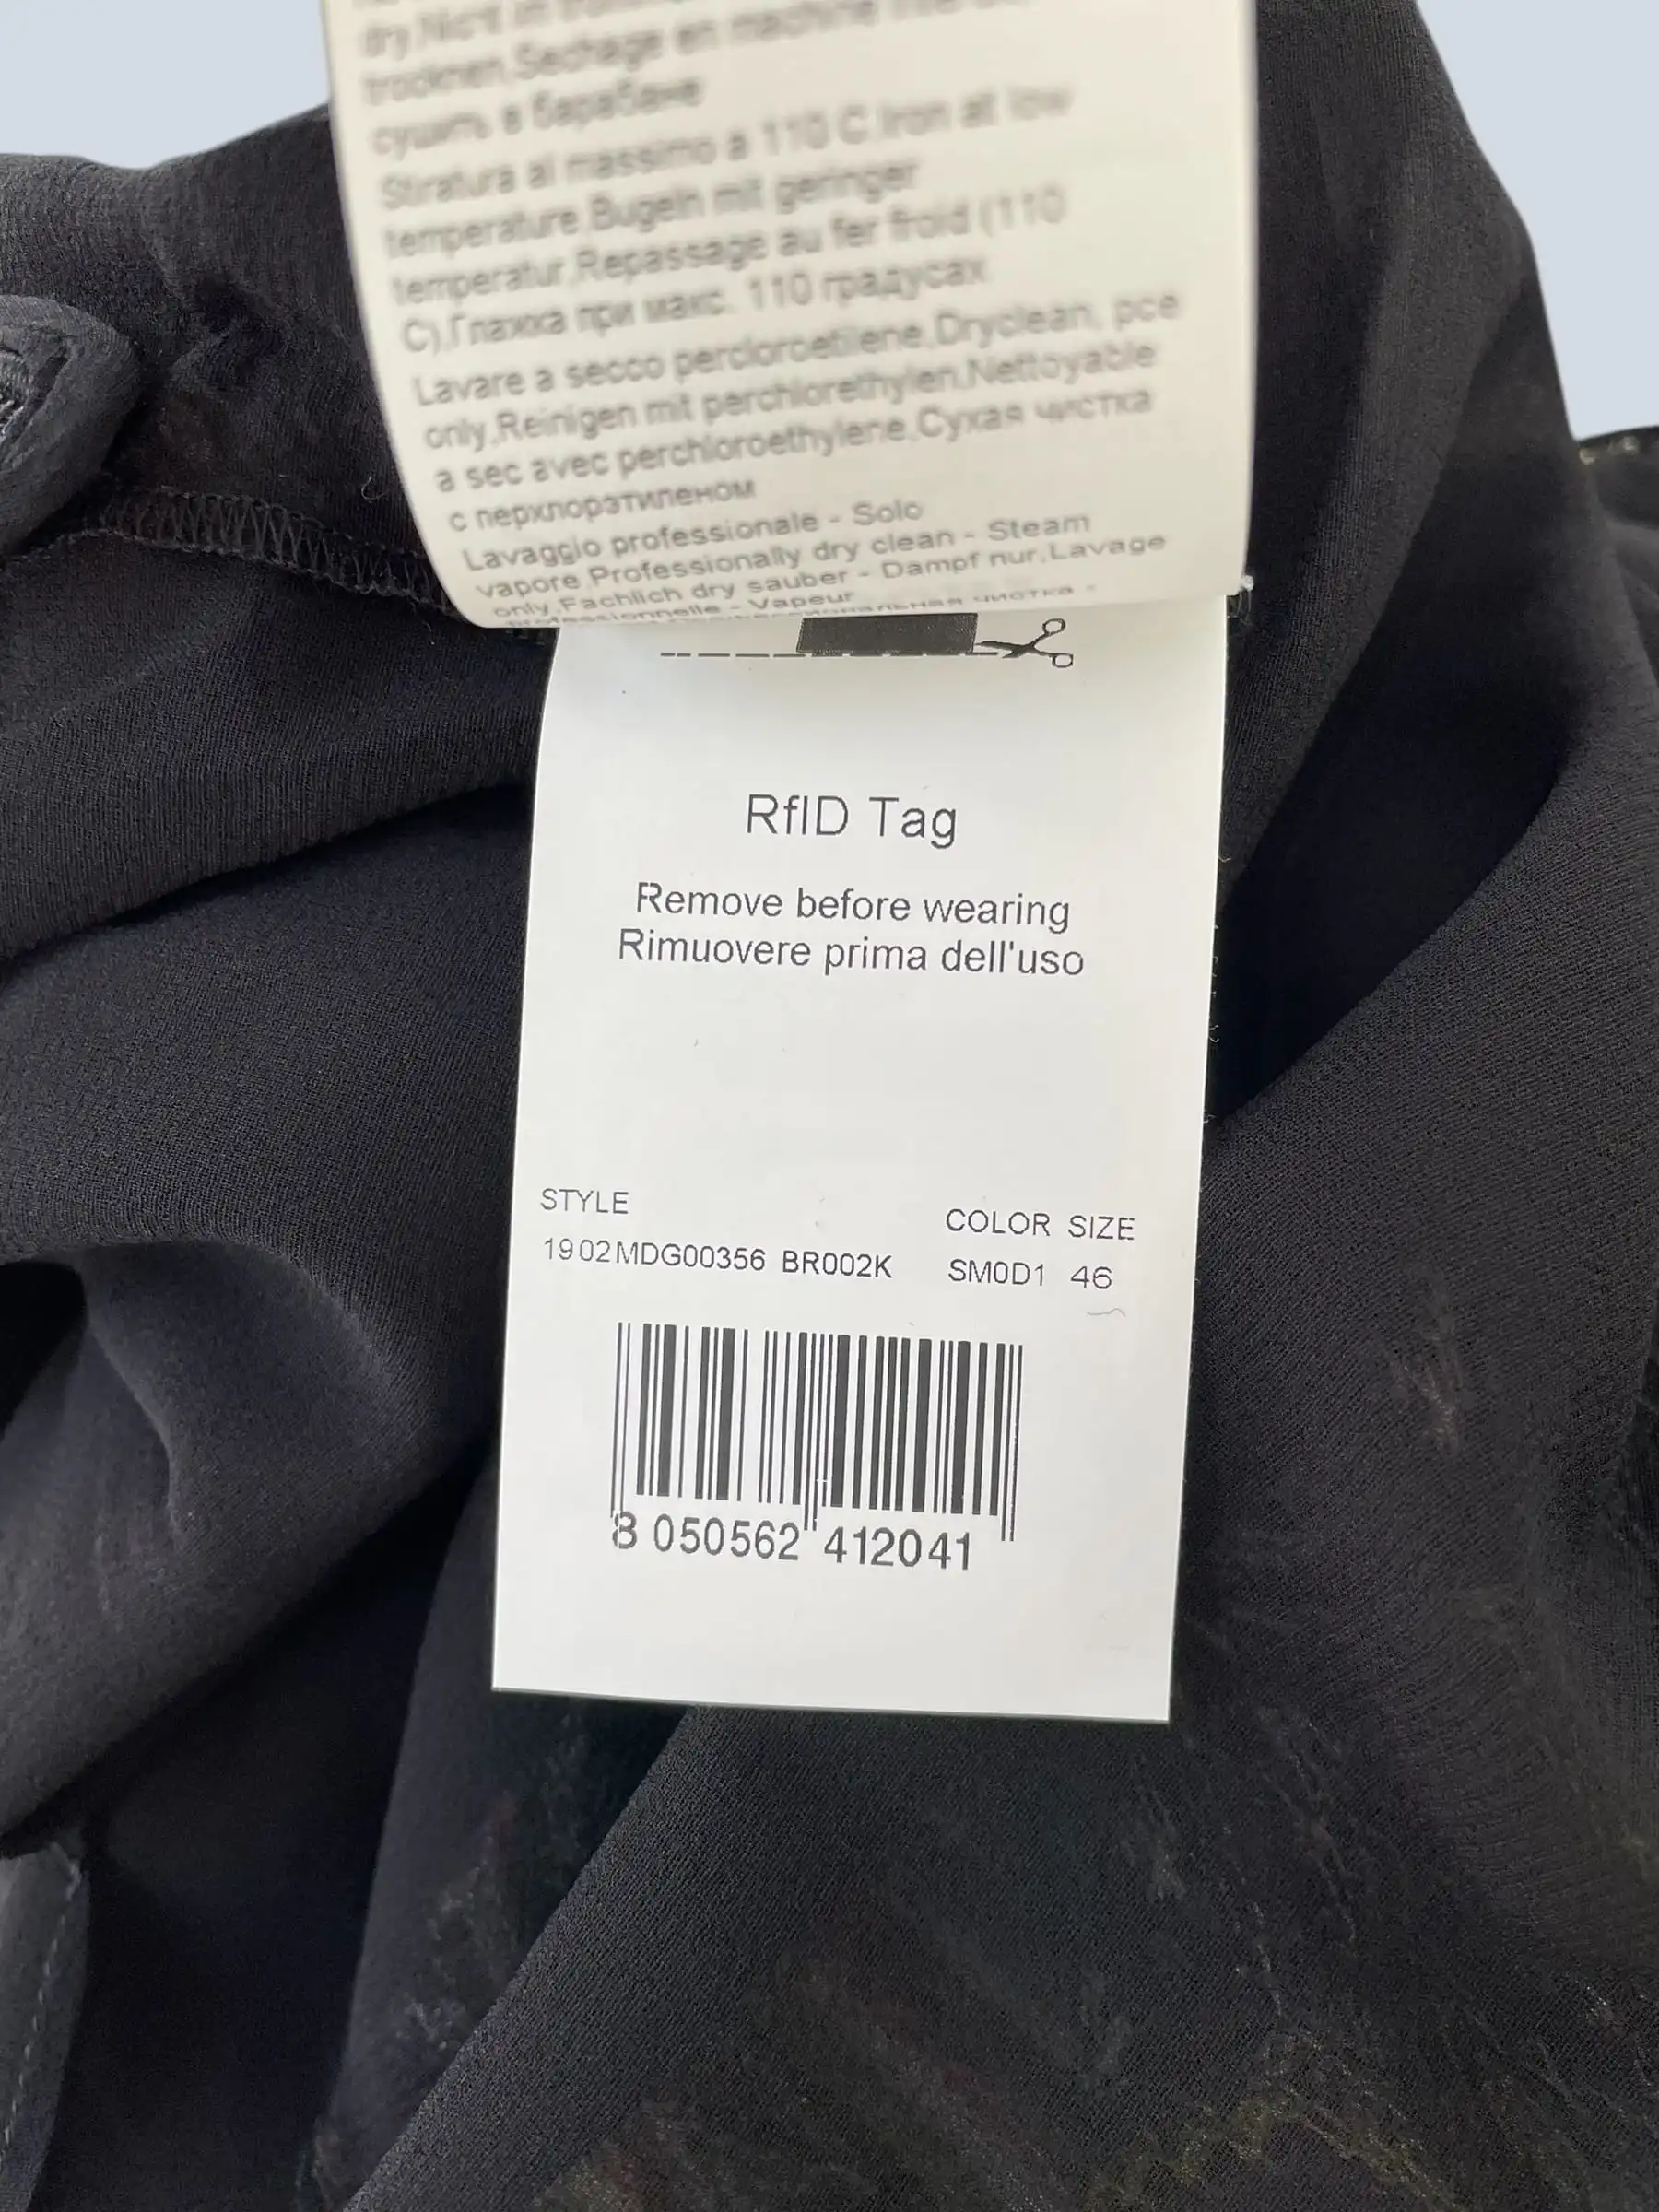 dry,Nicht in
trocknen,Sechage en machine
сушить в барабане
Stiratura al massimo a 110 C,Iron at low
temperature,Bugeln mit geringer
temperatur,Repassage au fer froid (110
C),Глажка при макс. 110 градусах
Lavare a secco percloroetilene,Dryclean, pce
only,Reinigen mit perchlorethylen,Nettoyable
a sec avec perchloroethylene,Сухая чистка
с перхлорэтиленом
Lavaggio professionale - Solo
vapore,Professionally dry clean - Steam
only,Fachlich dry sauber - Dampf nur,Lavage
professionnelle - Vapeur
RfID Tag
Remove before wearing
Rimuovere prima dell'uso
STYLE COLOR SIZE
1902MDG00356 BR002K SM0D1 46
8 050562 412041